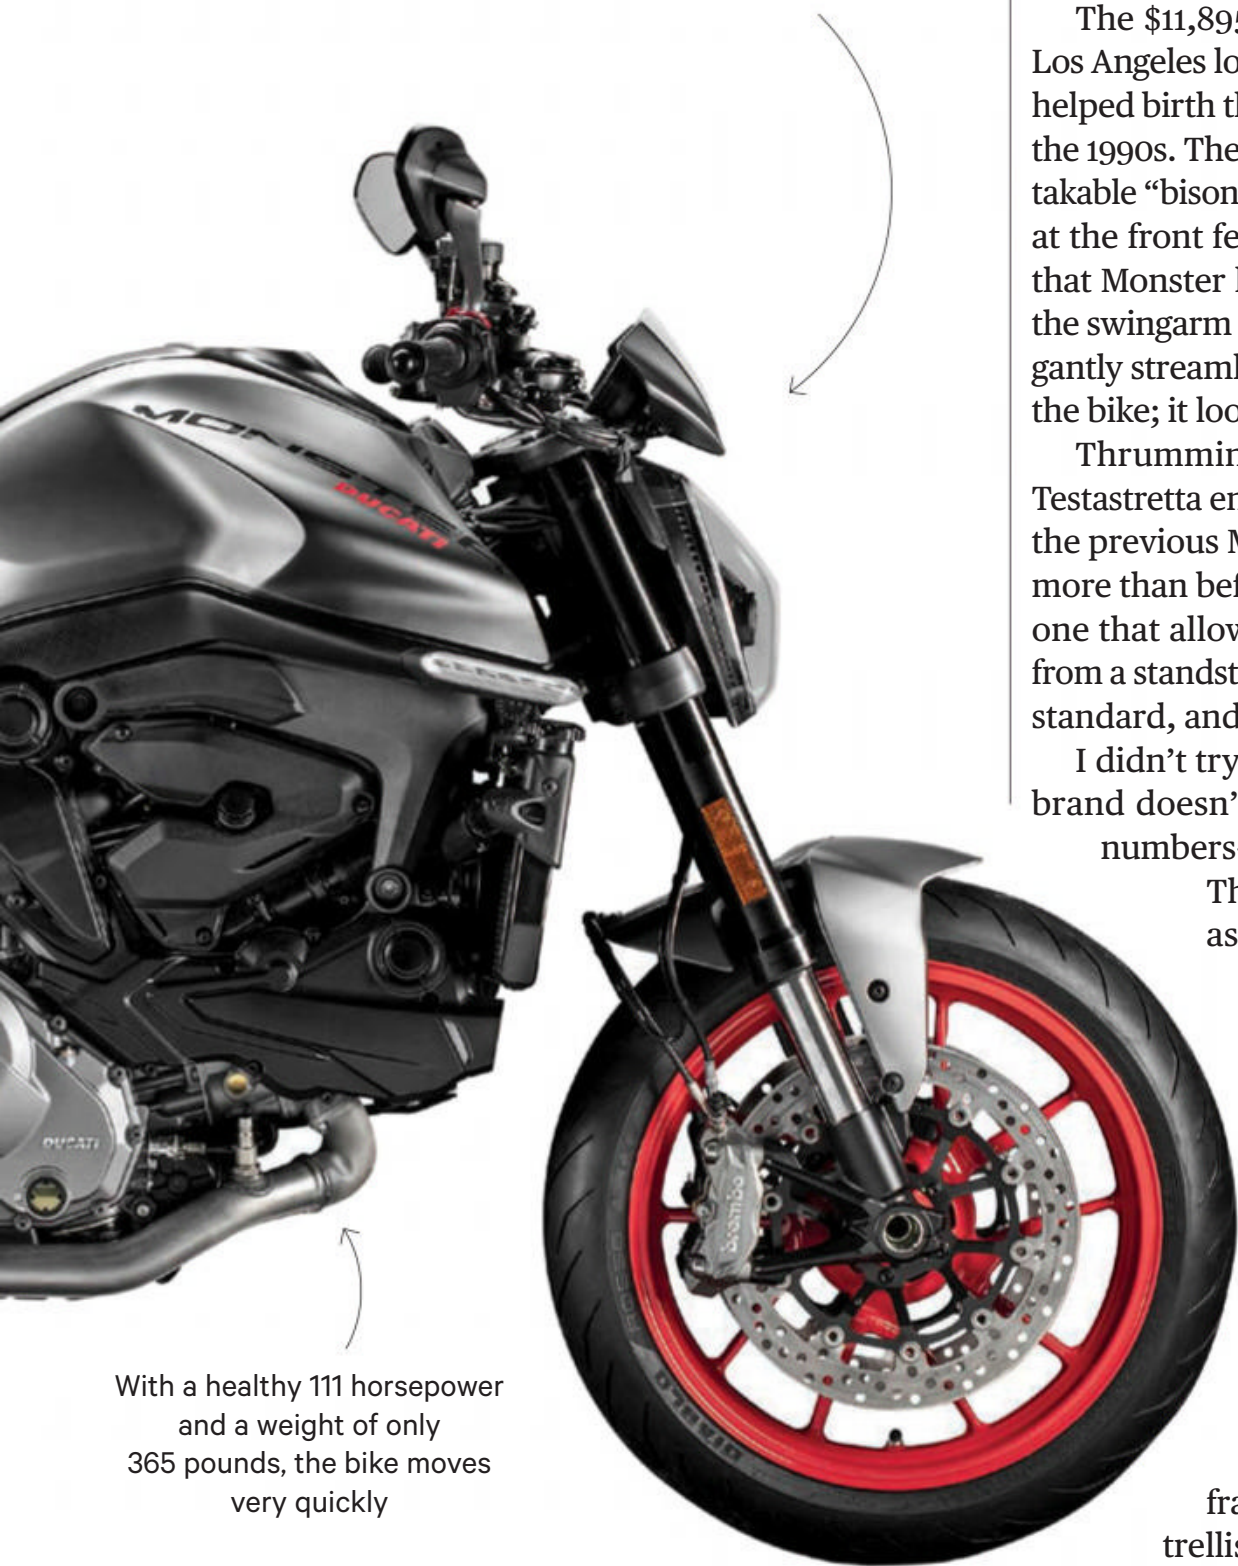 The $11,895
Los Angeles lo
helped birth th
the 1990s. The
takable “bison
at the front fe
that Monster
the swingarm
gantly streaml
the bike; it loo
Thrummin
Testastretta en
the previous M
more than bef
one that allow
from a standst
standard, and
I didn’t try
brand doesn’
numbers
Th
as
fra
trellis
MONSTER
DUCATI
DUCATI
brembo
DIABLO
With a healthy 111 horsepower
and a weight of only
365 pounds, the bike moves
very quickly